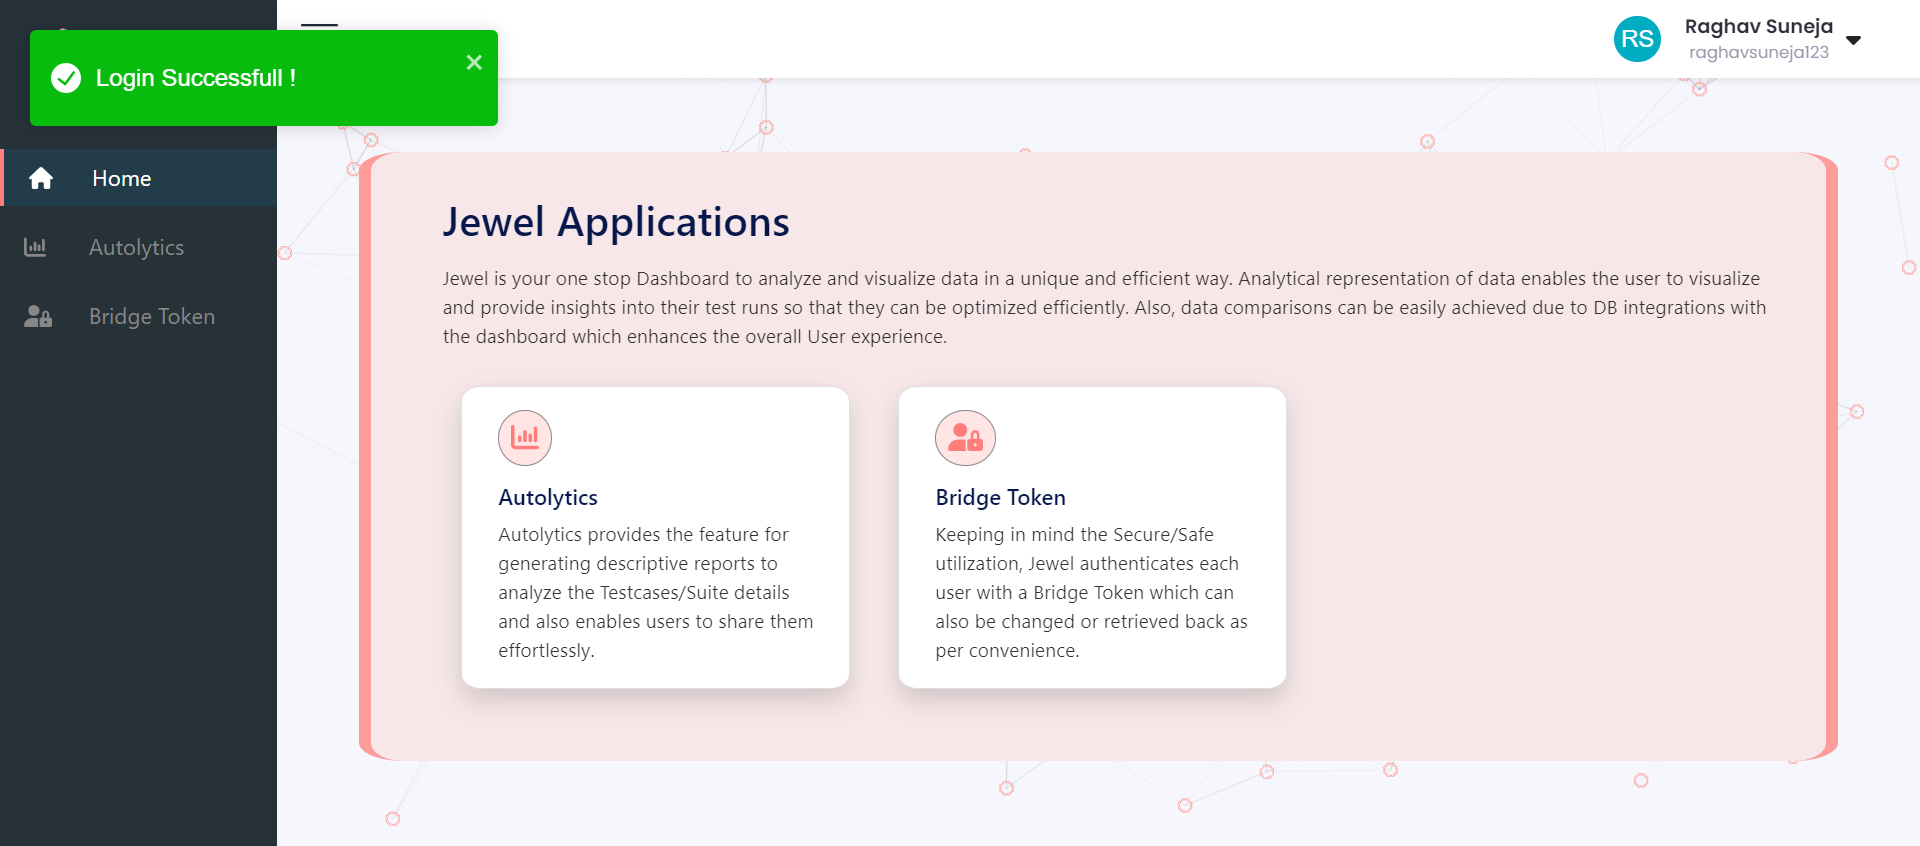 Login Successfull !
RS
Raghav Suneja
raghavsuneja123
Home
Autolytics
Bridge Token
Jewel Applications
Jewel is your one stop Dashboard to analyze and visualize data in a unique and efficient way. Analytical representation of data enables the user to visualize
and provide insights into their test runs so that they can be optimized efficiently. Also, data comparisons can be easily achieved due to DB integrations with
the dashboard which enhances the overall User experience.
Autolytics
Autolytics provides the feature for
generating descriptive reports to
analyze the Testcases/Suite details
and also enables users to share them
effortlessly.
Bridge Token
Keeping in mind the Secure/Safe
utilization, Jewel authenticates each
user with a Bridge Token which can
also be changed or retrieved back as
per convenience.